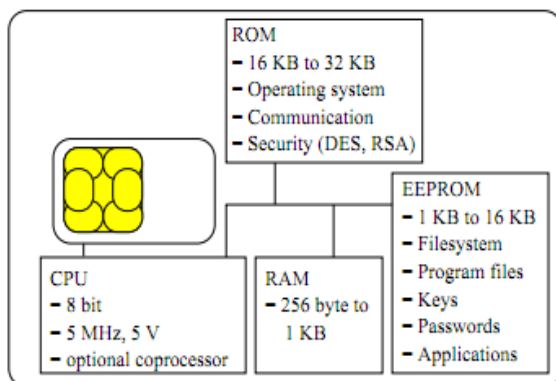 ROM
- 16 KB to 32 KB
- Operating system
- Communication
- Security (DES, RSA)
EEPROM
- 1 KB to 16 KB
- Filesystem
- Program files
- Keys
- Passwords
- Applications
CPU
- 8 bit
- 5 MHz, 5 V
- optional coprocessor
RAM
- 256 byte to
1 KB